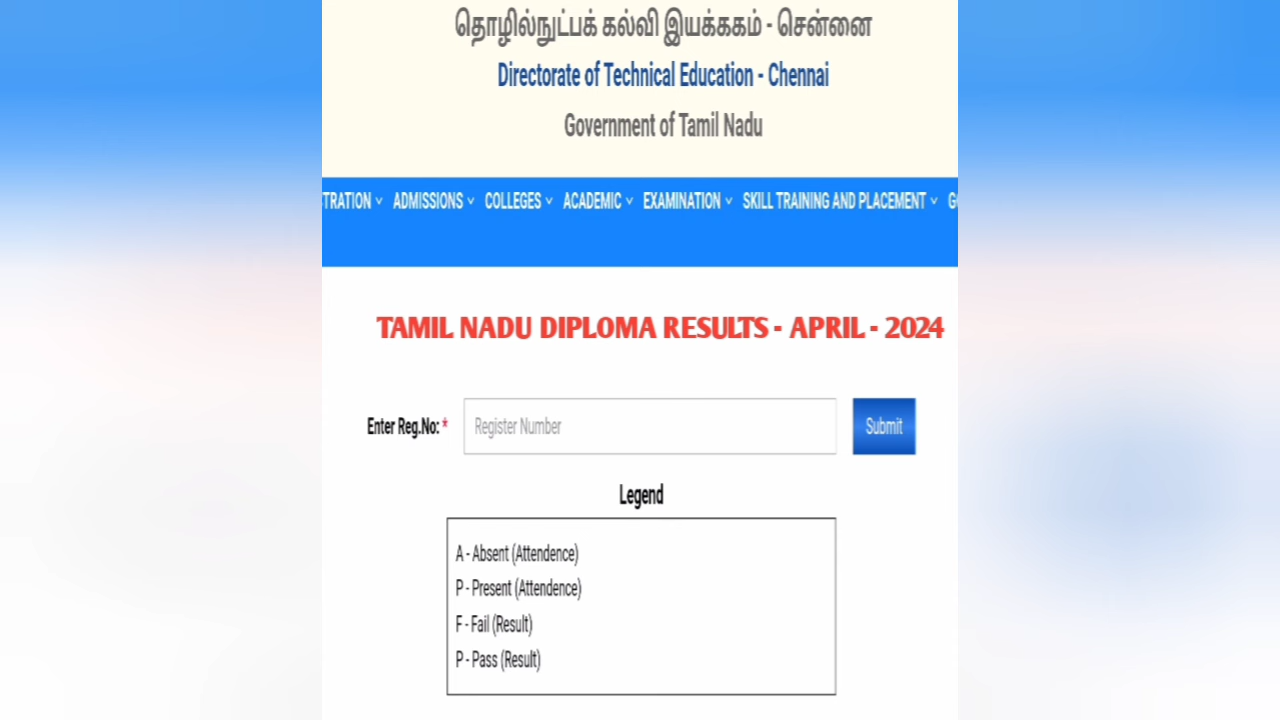 தொழில்நுட்பக் கல்வி இயக்ககம் - சென்னை
Directorate of Technical Education - Chennai
Government of Tamil Nadu
TRATION ADMISSIONS COLLEGES ACADEMIC EXAMINATION SKILL TRAINING AND PLACEMENT
TAMIL NADU DIPLOMA RESULTS - APRIL - 2024
Enter Reg.No: * Register Number Submit
Legend
A - Absent (Attendence)
P - Present (Attendence)
F - Fail (Result)
P - Pass (Result)